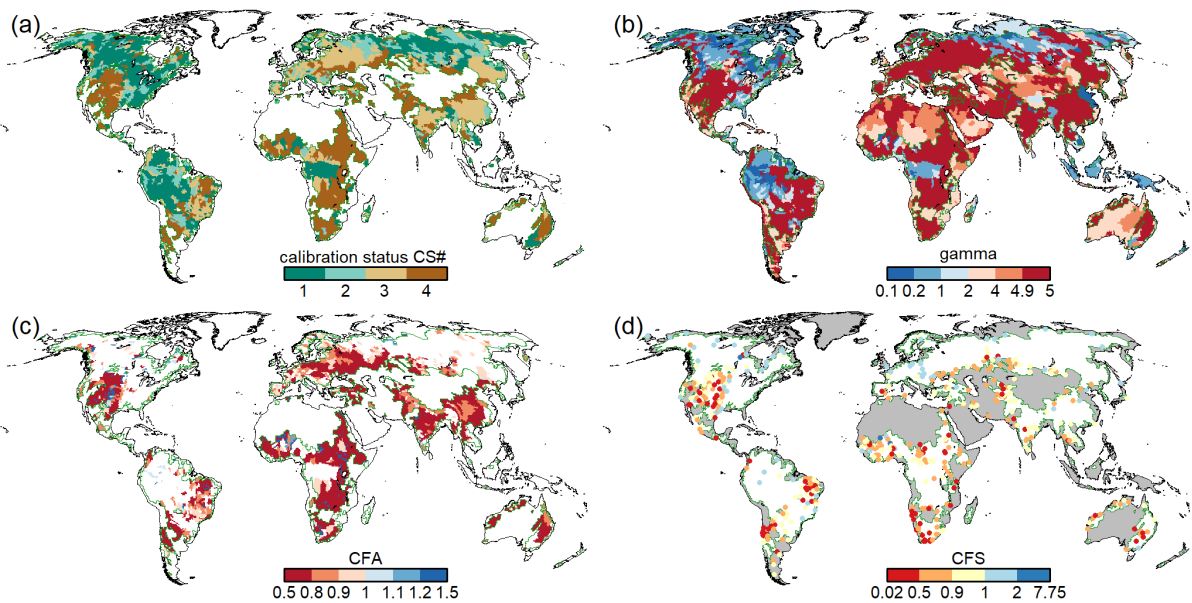 (a)
calibration status CS#
1 2 3 4
(b)
gamma
0.1 0.2 1 2 4 4.9 5
(c)
CFA
0.5 0.8 0.9 1 1.1 1.2 1.5
(d)
CFS
0.02 0.5 0.9 1 2 7.75